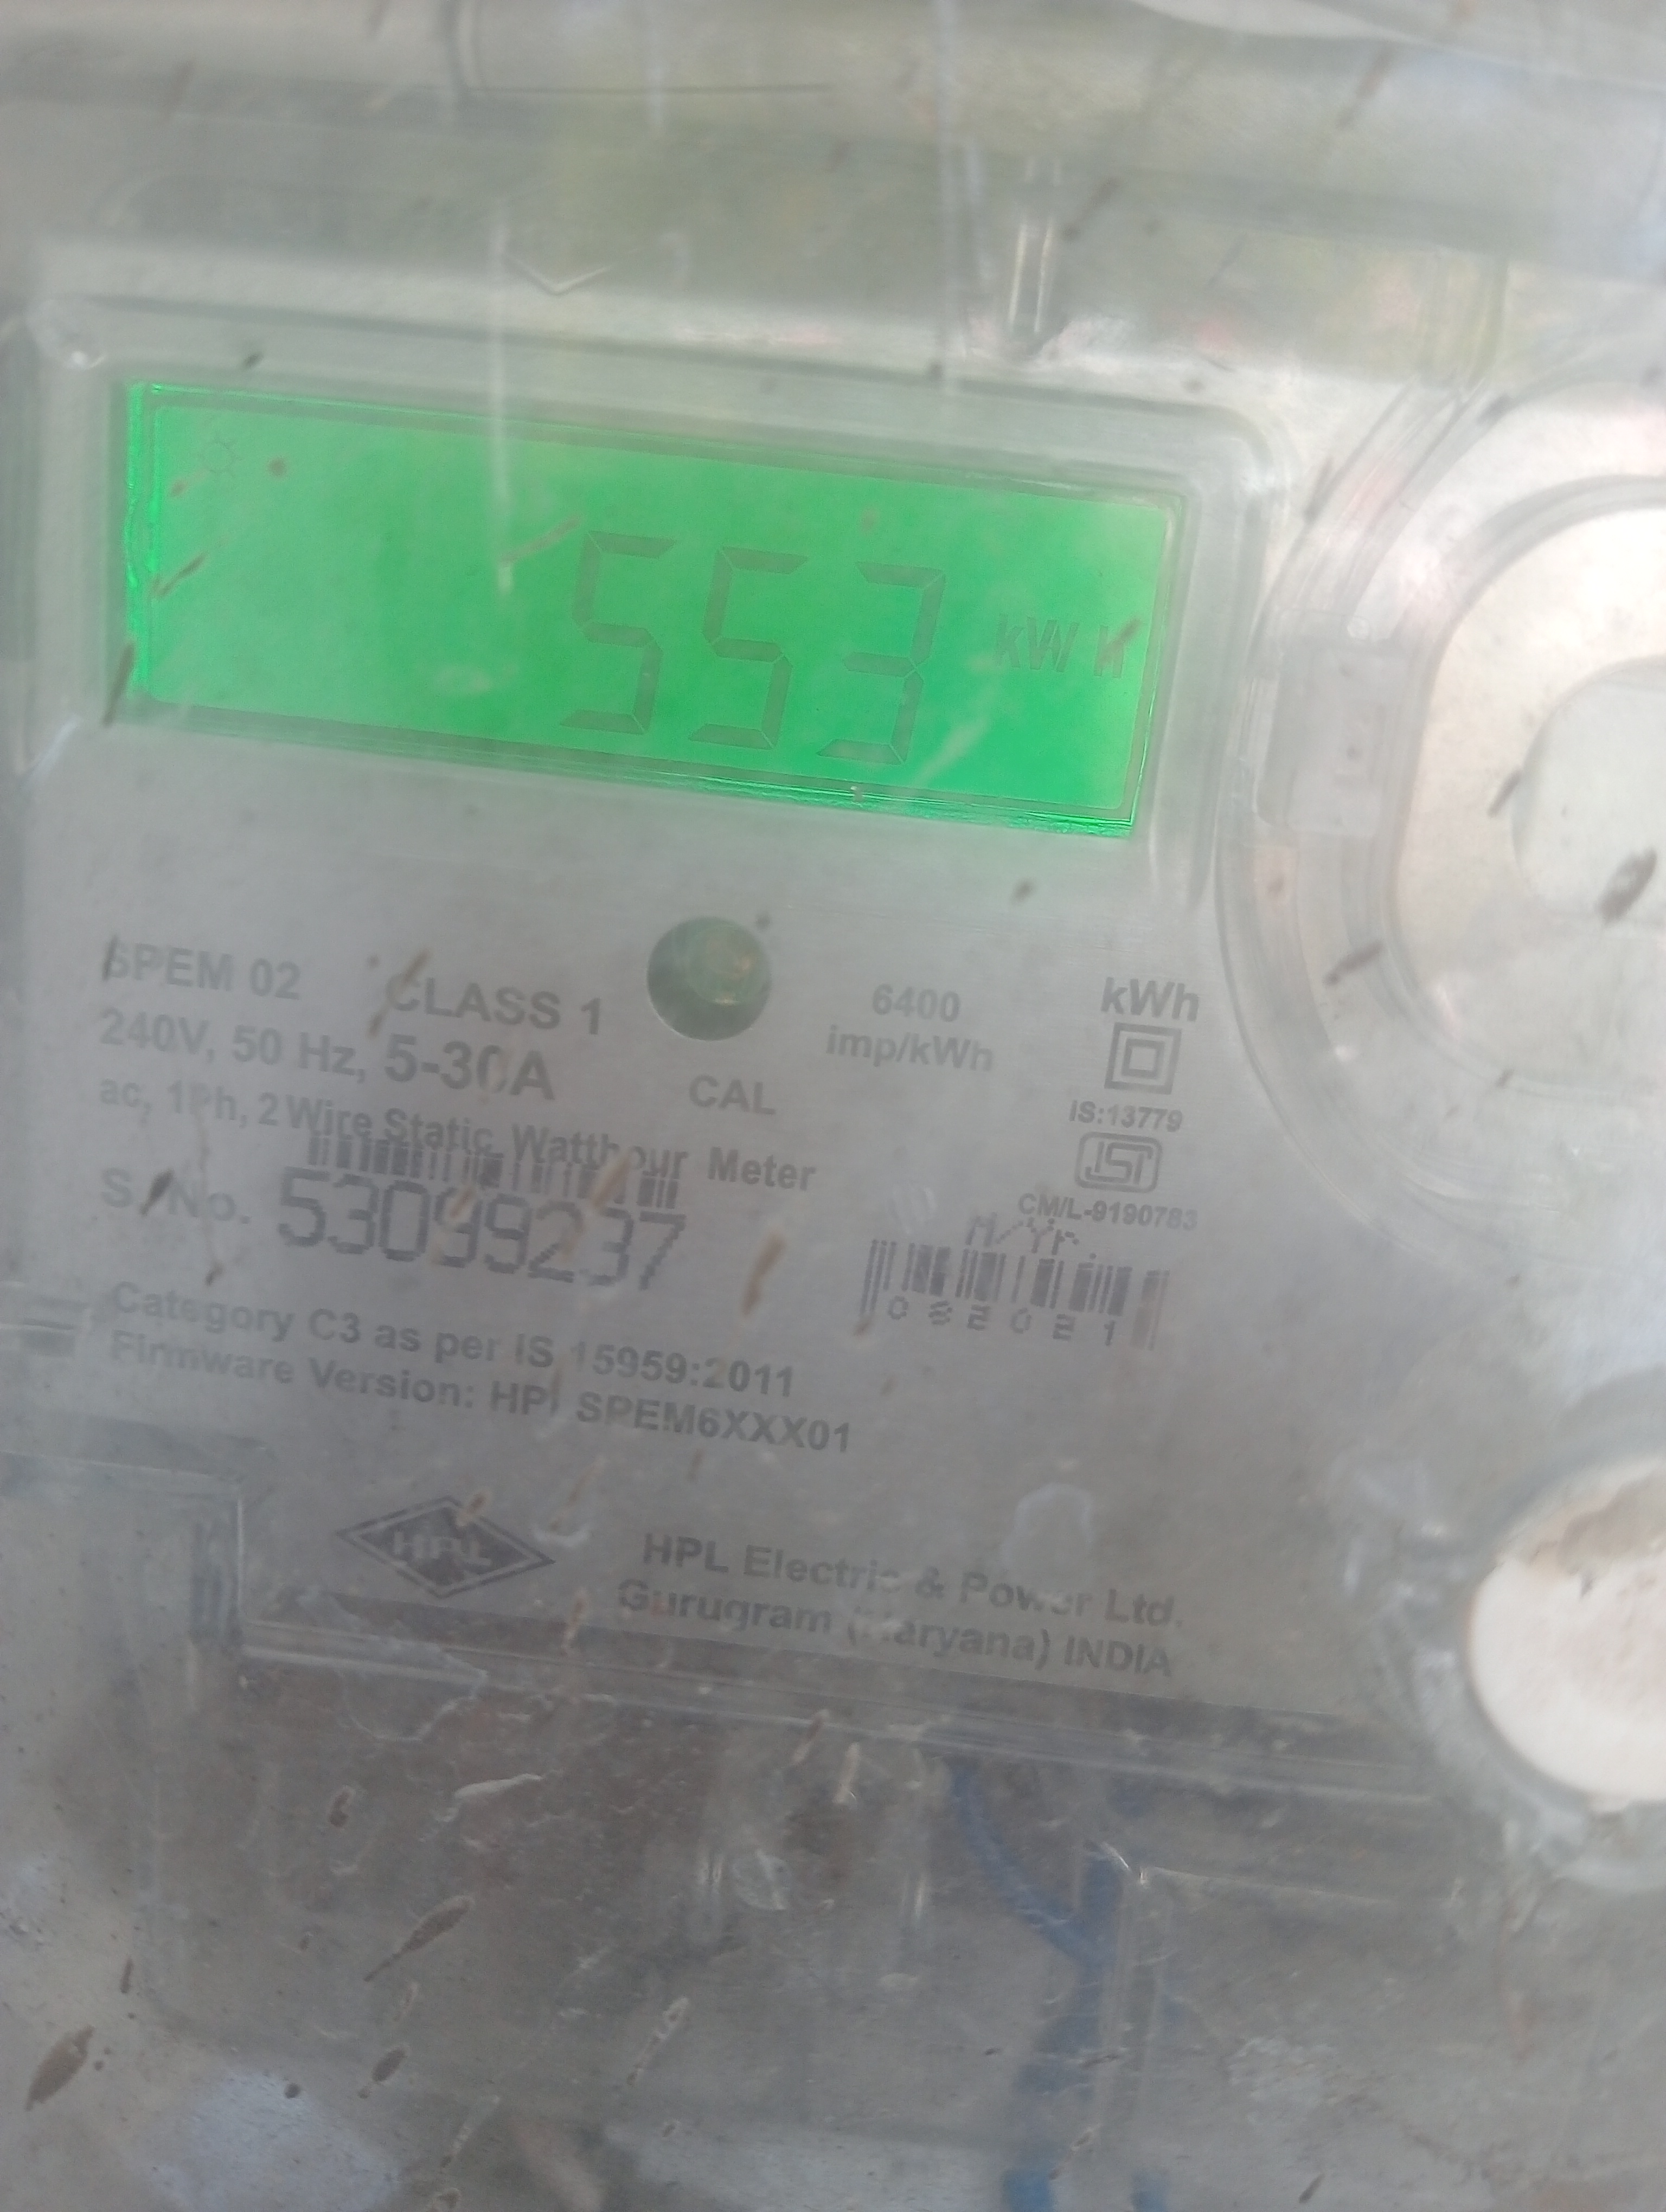 553 kWh
SPEM 02 CLASS 1
240V, 50 Hz, 5-30A
ac, 1Ph, 2 Wire Static Watthour Meter
CAL
6400
imp/kWh
kWh
IS:13779
ISI
CM/L-9190783
S. No. 53099237
M/Yr.
082021
Category C3 as per IS 15959:2011
Firmware Version: HPL SPEM6XXX01
HPL
HPL Electric & Power Ltd.
Gurugram (Haryana) INDIA